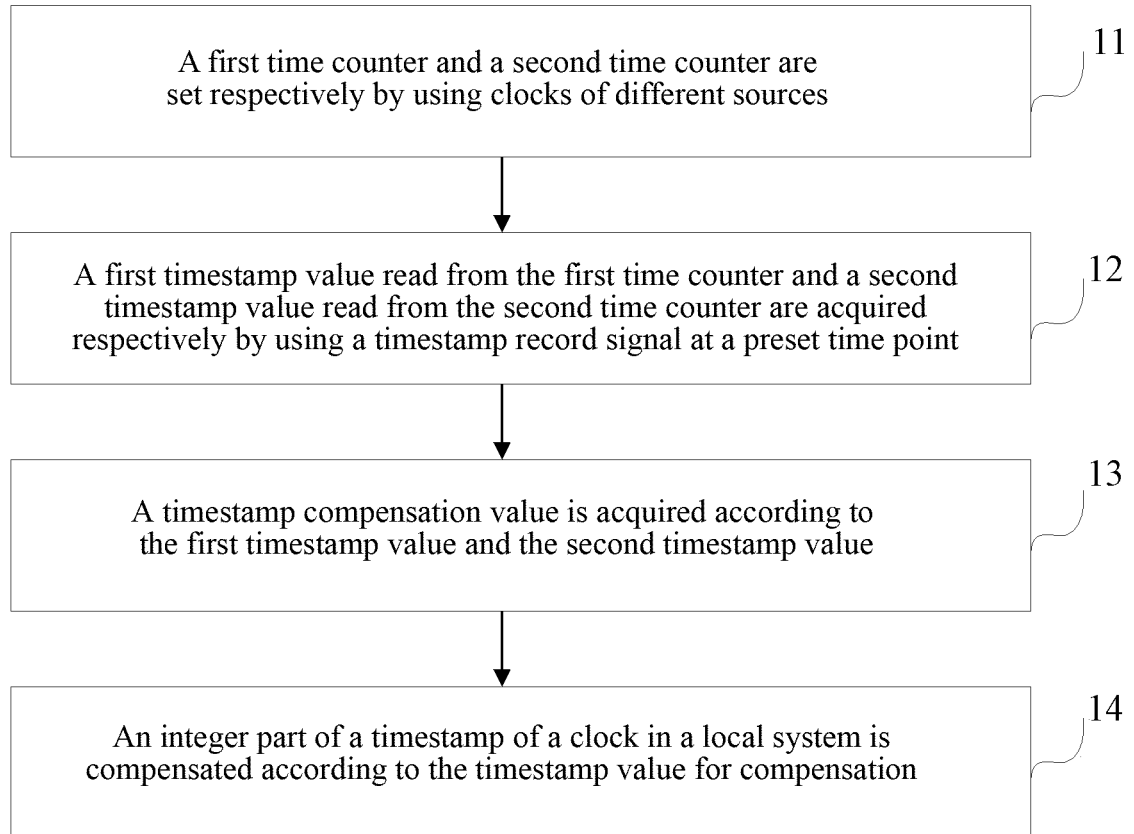 A first time counter and a second time counter are
set respectively by using clocks of different sources
11
A first timestamp value read from the first time counter and a second
timestamp value read from the second time counter are acquired
respectively by using a timestamp record signal at a preset time point
12
A timestamp compensation value is acquired according to
the first timestamp value and the second timestamp value
13
An integer part of a timestamp of a clock in a local system is
compensated according to the timestamp value for compensation
14